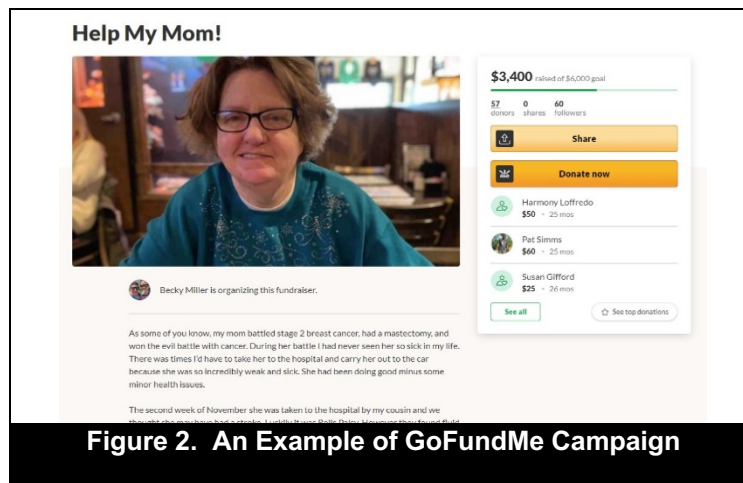 Help My Mom!
$3,400 raised of $6,000 goal
57 0 60
donors shares followers
Share
Donate now
Harmony Loffredo
$50 • 25 mos
Pat Simms
$60 • 25 mos
Susan Gifford
$25 • 26 mos
See all See top donations
Becky Miller is organizing this fundraiser.
As some of you know, my mom battled stage 2 breast cancer, had a mastectomy, and
won the evil battle with cancer. During her battle I had never seen her so sick in my life.
There was times I'd have to take her to the hospital and carry her out to the car
because she was so incredibly weak and sick. She had been doing good minus some
minor health issues.
The second week of November she was taken to the hospital by my cousin and we
thought she may have had a stroke. Luckily it was Bells Palsy. However they found fluid
Figure 2. An Example of GoFundMe Campaign